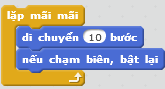 lặp mãi mãi
di chuyển 10 bước
nếu chạm biên, bật lại